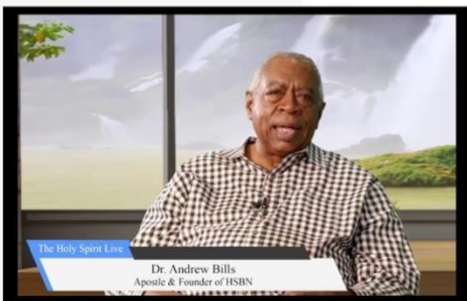 The Holy Spirit Live
Dr. Andrew Bills
Apostle & Founder of HSBN